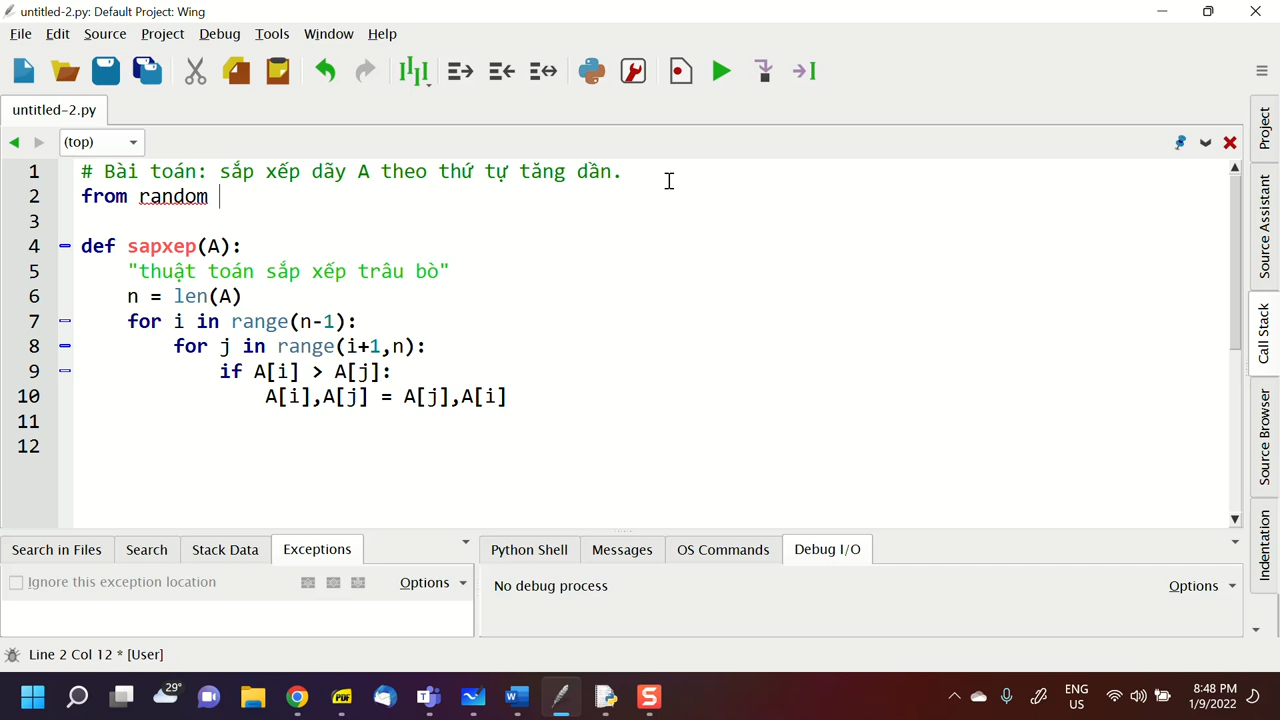 untitled-2.py: Default Project: Wing
File Edit Source Project Debug Tools Window Help
untitled-2.py
(top)
1 # Bài toán: sắp xếp dãy A theo thứ tự tăng dần.
2 from random
3
4 def sapxep(A):
5 "thuật toán sắp xếp trâu bò"
6 n = len(A)
7 for i in range(n-1):
8 for j in range(i+1,n):
9 if A[i] > A[j]:
10 A[i],A[j] = A[j],A[i]
11
12
Project
Source Assistant
Call Stack
Source Browser
Indentation
Search in Files Search Stack Data Exceptions
Ignore this exception location Options
Python Shell Messages OS Commands Debug I/O
No debug process Options
Line 2 Col 12 * [User]
29°
PDF
ENG
US
8:48 PM
1/9/2022